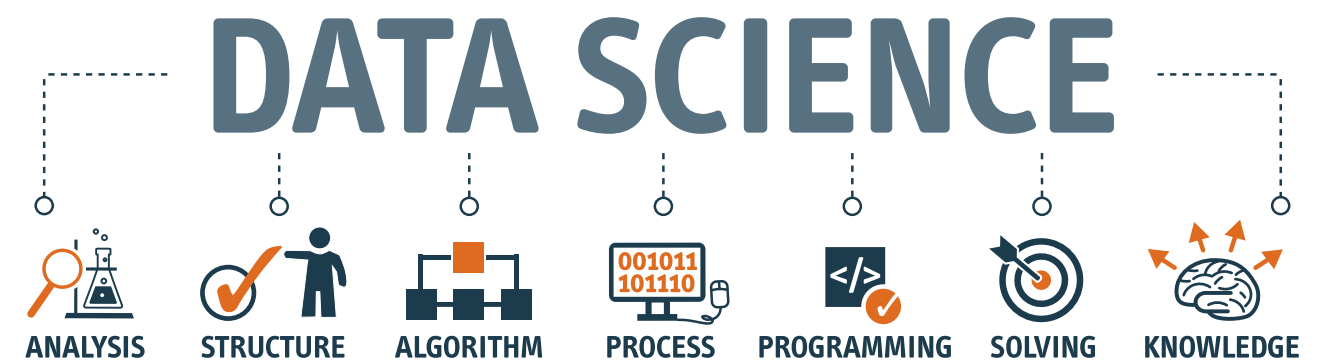 DATA SCIENCE
001011
101110
</>
ANALYSIS STRUCTURE ALGORITHM PROCESS PROGRAMMING SOLVING KNOWLEDGE